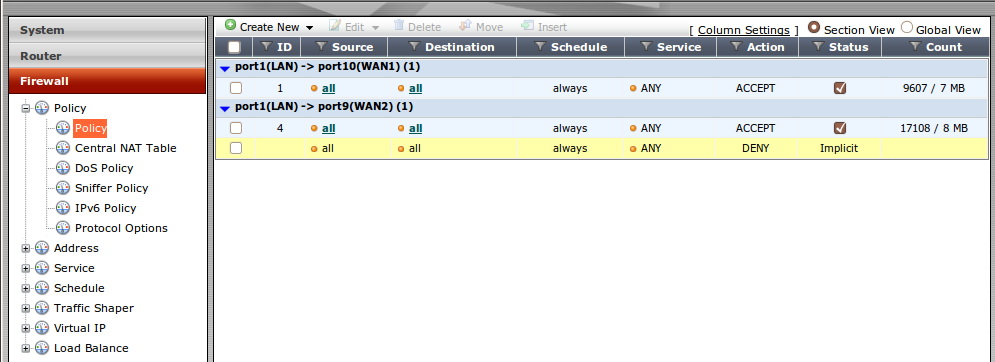 System
Router
Firewall
Policy
Policy
Central NAT Table
DoS Policy
Sniffer Policy
IPv6 Policy
Protocol Options
Address
Service
Schedule
Traffic Shaper
Virtual IP
Load Balance
Create New Edit Delete Move Insert [ Column Settings ] Section View Global View
ID Source Destination Schedule Service Action Status Count
port1(LAN) -> port10(WAN1) (1)
1 all all always ANY ACCEPT 9607 / 7 MB
port1(LAN) -> port9(WAN2) (1)
4 all all always ANY ACCEPT 17108 / 8 MB
all all always ANY DENY Implicit